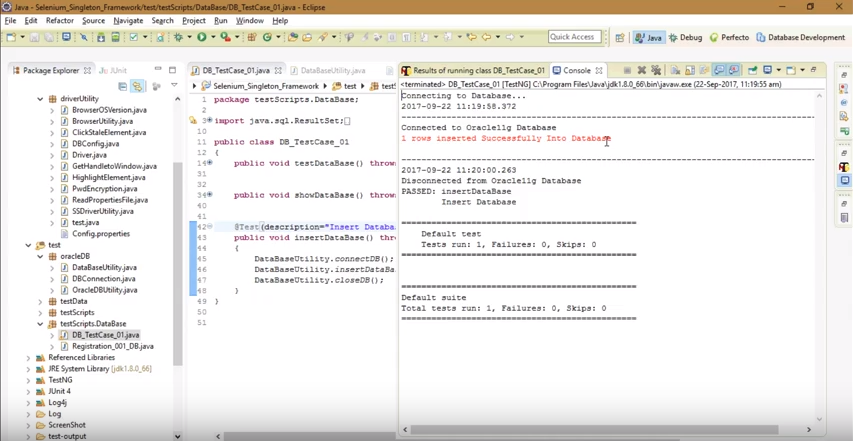 Java - Selenium_Singleton_Framework/test/testScripts/DataBase/DB_TestCase_01.java - Eclipse
File Edit Refactor Source Navigate Search Project Run Window Help
Quick Access
Java
Debug
Perfecto
Database Development
Package Explorer
JUnit
driverUtility
BrowserOSVersion.java
BrowserUtility.java
ClickStaleElement.java
DBConfig.java
Driver.java
GetHandletoWindow.java
HighlightElement.java
PwdEncryption.java
ReadPropertiesFile.java
SSDriverUtility.java
test.java
Config.properties
test
oracleDB
DataBaseUtility.java
DBConnection.java
OracleDBUtility.java
testData
testScripts
testScripts.DataBase
DB_TestCase_01.java
Registration_001_DB.java
Referenced Libraries
JRE System Library [jdk1.8.0_66]
TestNG
JUnit 4
Log4j
Log
ScreenShot
test-output
DB_TestCase_01.java
DataBaseUtility.java
Selenium_Singleton_Framework
test
1 package testScripts.DataBase;
2
3 import java.sql.ResultSet;
12 public class DB_TestCase_01
13 {
14 public void testDataBase() throws
32
33
34 public void showDataBase() throws
40
41
42 @Test(description="Insert Databa
43 public void insertDataBase() th
44 {
45 DataBaseUtility.connectDB();
46 DataBaseUtility.insertData
47 DataBaseUtility.closeDB();
48 }
49 }
50
51
Results of running class DB_TestCase_01
Console
<terminated> DB_TestCase_01 [TestNG] C:\Program Files\Java\jdk1.8.0_66\bin\javaw.exe (22-Sep-2017, 11:19:55 am)
Connecting to Database...
2017-09-22 11:19:58.372
Connected to Oracle11g Database
1 rows inserted Successfully Into Database
2017-09-22 11:20:00.263
Disconnected from Oracle11g Database
PASSED: insertDataBase
Insert Database
===============================================
Default test
Tests run: 1, Failures: 0, Skips: 0
===============================================
===============================================
Default suite
Total tests run: 1, Failures: 0, Skips: 0
===============================================